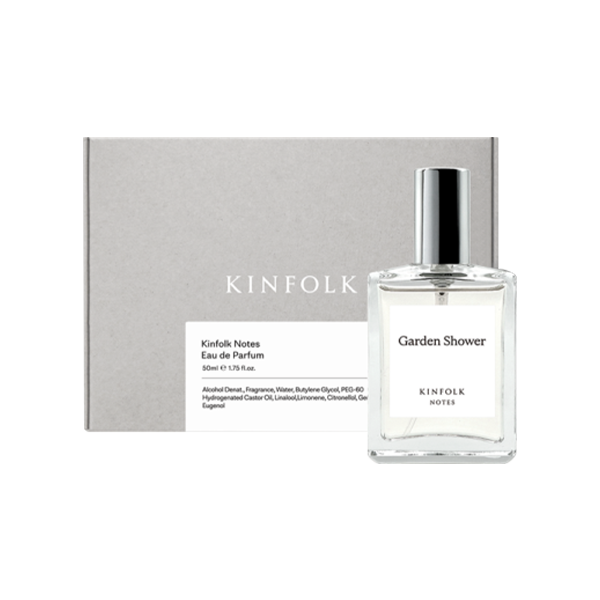 KINFOLK
Kinfolk Notes
Eau de Parfum
50ml ℮ 1.75 fl. oz.
Alcohol Denat., Fragrance, Water, Butylene Glycol, PEG-60
Hydrogenated Castor Oil, Linalool,Limonene, Citronellol,
Eugenol
Garden Shower
KINFOLK
NOTES